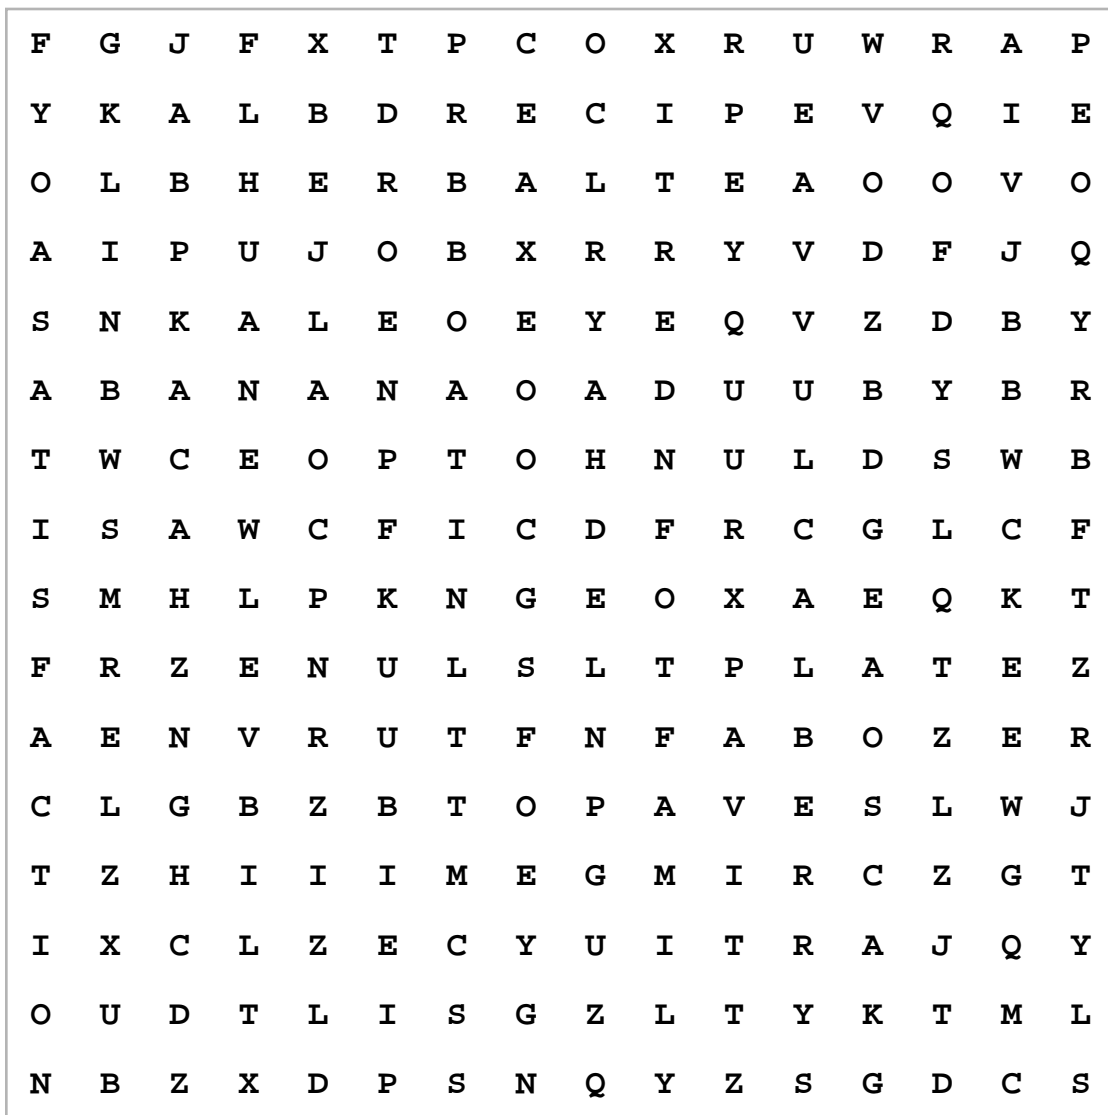 F G J F X T P C O X R U W R A P
Y K A L B D R E C I P E V Q I E
O L B H E R B A L T E A O O V O
A I P U J O B X R R Y V D F J Q
S N K A L E O E Y E Q V Z D B Y
A B A N A N A O A D U U B Y B R
T W C E O P T O H N U L D S W B
I S A W C F I C D F R C G L C F
S M H L P K N G E O X A E Q K T
F R Z E N U L S L T P L A T E Z
A E N V R U T F N F A B O Z E R
C L G B Z B T O P A V E S L W J
T Z H I I I M E G M I R C Z G T
I X C L Z E C Y U I T R A J Q Y
O U D T L I S G Z L T Y K T M L
N B Z X D P S N Q Y Z S G D C S